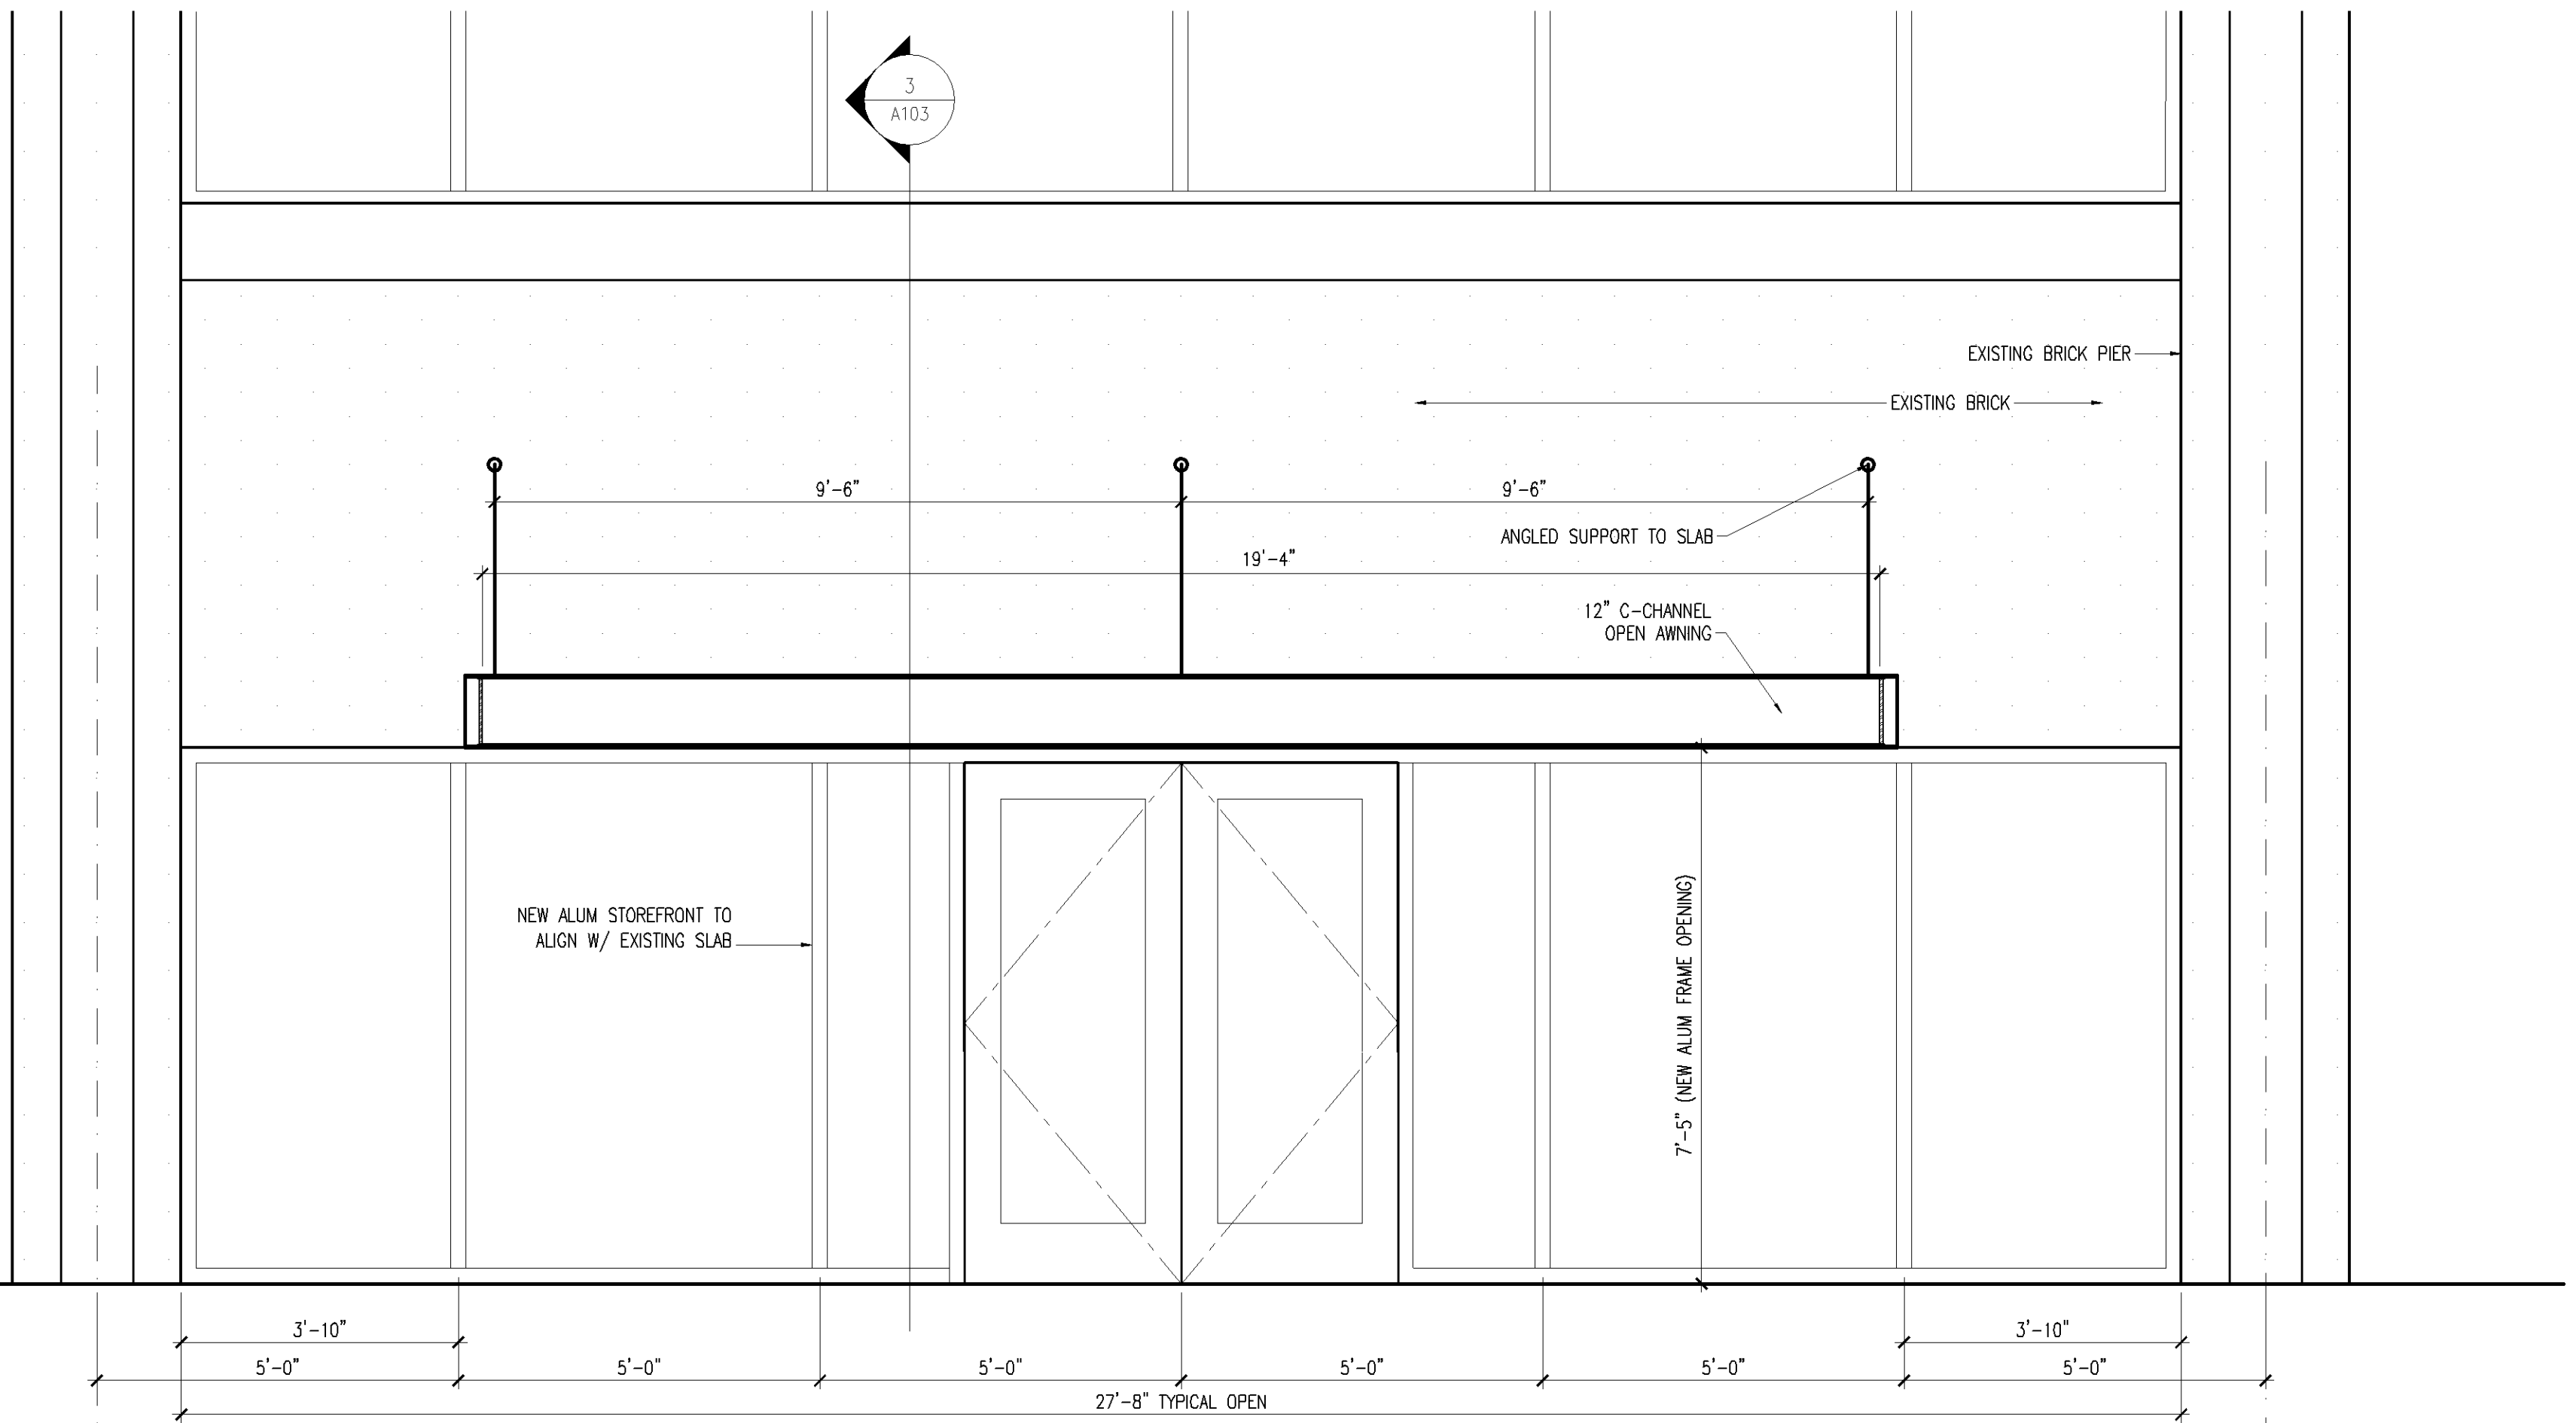 3
A103
EXISTING BRICK PIER
EXISTING BRICK
9'-6"
9'-6"
ANGLED SUPPORT TO SLAB
19'-4"
12" C-CHANNEL
OPEN AWNING
NEW ALUM STOREFRONT TO
ALIGN W/ EXISTING SLAB
7'-5" (NEW ALUM FRAME OPENING)
3'-10"
3'-10"
5'-0"
5'-0"
5'-0"
5'-0"
5'-0"
5'-0"
27'-8" TYPICAL OPEN